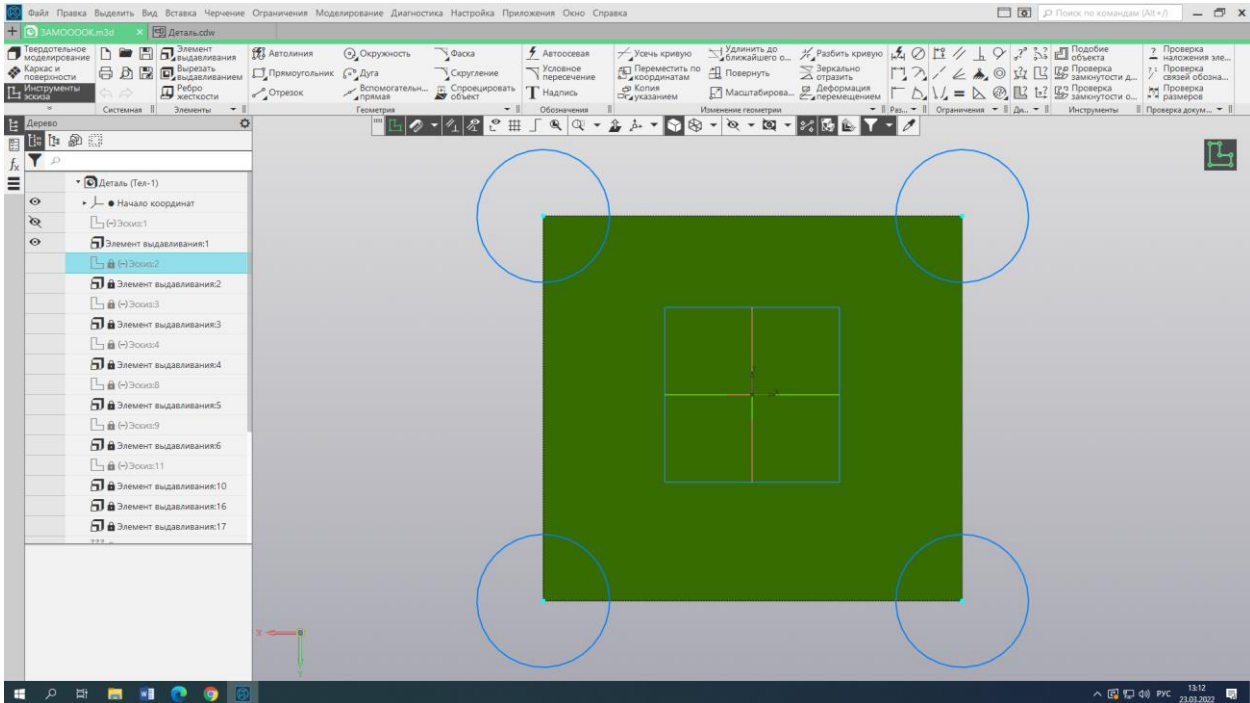 Файл Правка Выделить Вид Вставка Черчение Ограничения Моделирование Диагностика Настройка Приложения Окно Справка
Поиск по командам (Alt+/)
ЗАМООООК.m3d
Деталь.cdw
Твердотельное моделирование
Каркас и поверхности
Инструменты эскиза
Системная
Элемент выдавливания
Вырезать выдавливанием
Ребро жесткости
Элементы
Автолиния
Прямоугольник
Отрезок
Окружность
Дуга
Вспомогательн... прямая
Фаска
Скругление
Спроецировать объект
Геометрия
Автоосевая
Условное пересечение
Надпись
Обозначения
Усечь кривую
Переместить по координатам
Копия указанием
Удлинить до ближайшего о...
Повернуть
Масштабирова...
Разбить кривую
Зеркально отразить
Деформация перемещением
Изменение геометрии
Раз...
Ограничения
Ди...
Подобие объекта
Проверка замкнутости д...
Проверка замкнутости о...
Инструменты
Проверка наложения эле...
Проверка связей обозна...
Проверка размеров
Проверка докум...
Дерево
Деталь (Тел-1)
Начало координат
(-)Эскиз:1
Элемент выдавливания:1
(-)Эскиз:2
Элемент выдавливания:2
(-)Эскиз:3
Элемент выдавливания:3
(-)Эскиз:4
Элемент выдавливания:4
(-)Эскиз:8
Элемент выдавливания:5
(-)Эскиз:9
Элемент выдавливания:6
(-)Эскиз:11
Элемент выдавливания:10
Элемент выдавливания:16
Элемент выдавливания:17
X
Y
РУС
13:12
23.03.2022